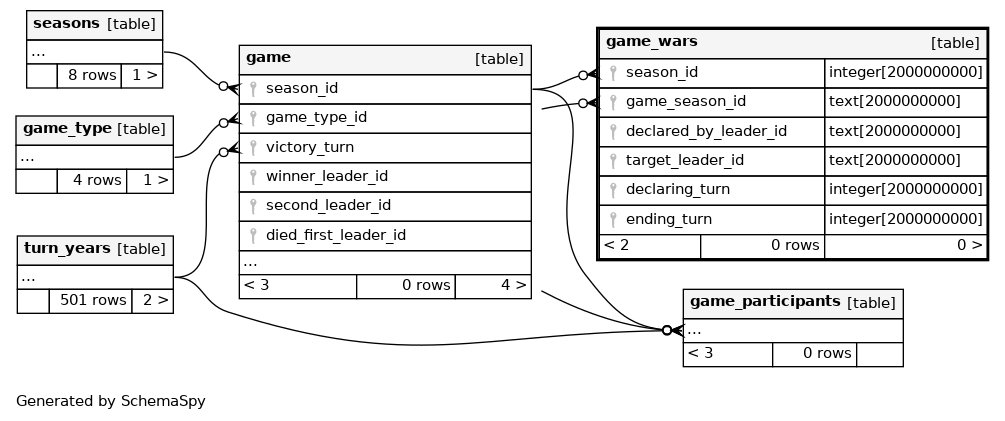 seasons [table]
...
8 rows 1 >
game_type [table]
...
4 rows 1 >
turn_years [table]
...
501 rows 2 >
game [table]
season_id
game_type_id
victory_turn
winner_leader_id
second_leader_id
died_first_leader_id
...
< 3 0 rows 4 >
game_wars [table]
season_id integer[2000000000]
game_season_id text[2000000000]
declared_by_leader_id text[2000000000]
target_leader_id text[2000000000]
declaring_turn integer[2000000000]
ending_turn integer[2000000000]
< 2 0 rows 0 >
game_participants [table]
...
< 3 0 rows
Generated by SchemaSpy